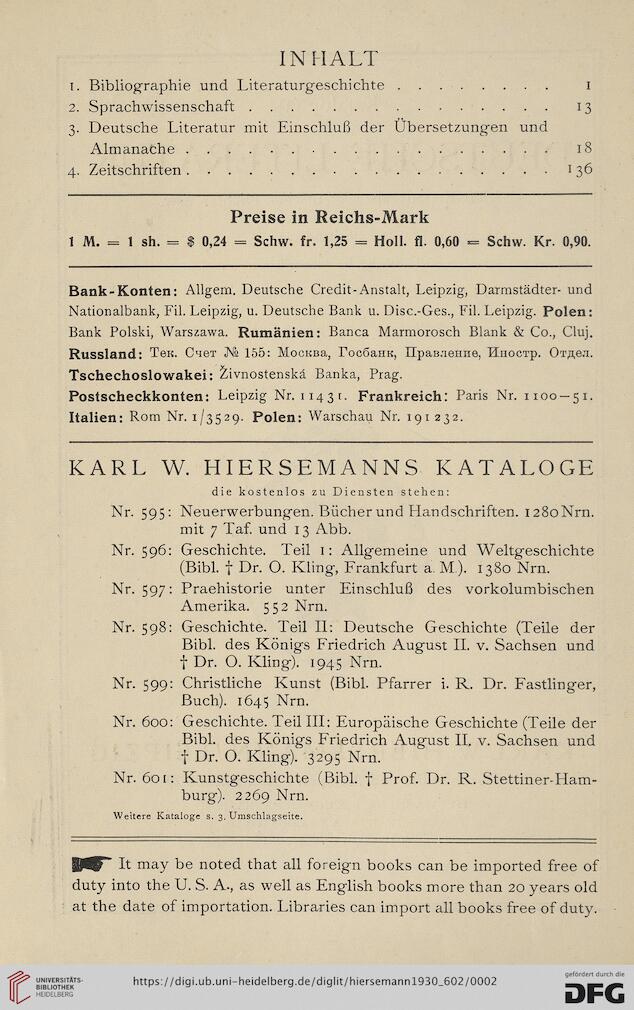 INHALT
1. Bibliographie und Literaturgeschichte . . . . . . . . 1
2. Sprachwissenschaft . . . . . . . . . . . . . . . 13
3. Deutsche Literatur mit Einschluß der Übersetzungen und
Almanache . . . . . . . . . . . . . . . . . . 18
4. Zeitschriften . . . . . . . . . . . . . . . . . . 136
Preise in Reichs-Mark
1 M. = 1 sh. = $ 0,24 = Schw. fr. 1,25 = Holl. fl. 0,60 = Schw. Kr. 0,90.
Bank-Konten: Allgem. Deutsche Credit-Anstalt, Leipzig, Darmstädter- und
Nationalbank, Fil. Leipzig, u. Deutsche Bank u. Disc.-Ges., Fil. Leipzig. Polen:
Bank Polski, Warszawa. Rumänien: Banca Marmorosch Blank & Co., Cluj.
Russland: Тек. Счет № 155: Москва, Госбанк, Правление, Иностр. Отдел.
Tschechoslowakei: Živnostenská Banka, Prag.
Postscheckkonten: Leipzig Nr. 11431. Frankreich: Paris Nr. 1100—51.
Italien: Rom Nr. 1/3529. Polen: Warschau Nr. 191232.
KARL W. HIERSEMANNS KATALOGE
die kostenlos zu Diensten stehen:
Nr. 595: Neuerwerbungen. Bücher und Handschriften. 1280 Nrn.
mit 7 Taf. und 13 Abb.
Nr. 596: Geschichte. Teil 1: Allgemeine und Weltgeschichte
(Bibl. † Dr. O. Kling, Frankfurt a. M.). 1380 Nrn.
Nr. 597: Praehistorie unter Einschluß des vorkolumbischen
Amerika. 552 Nrn.
Nr. 598: Geschichte. Teil II: Deutsche Geschichte (Teile der
Bibl. des Königs Friedrich August II. v. Sachsen und
† Dr. O. Kling). 1945 Nrn.
Nr. 599: Christliche Kunst (Bibl. Pfarrer i. R. Dr. Fastlinger,
Buch). 1645 Nrn.
Nr. 600: Geschichte. Teil III: Europäische Geschichte (Teile der
Bibl. des Königs Friedrich August II. v. Sachsen und
† Dr. O. Kling). 3295 Nrn.
Nr. 601: Kunstgeschichte (Bibl. † Prof. Dr. R. Stettiner-Ham-
burg). 2269 Nrn.
Weitere Kataloge s. 3. Umschlagseite.
It may be noted that all foreign books can be imported free of
duty into the U. S. A., as well as English books more than 20 years old
at the date of importation. Libraries can import all books free of duty.
UNIVERSITÄTS-
BIBLIOTHEK
HEIDELBERG
https://digi.ub.uni-heidelberg.de/diglit/hiersemann1930_602/0002
gefördert durch die
DFG